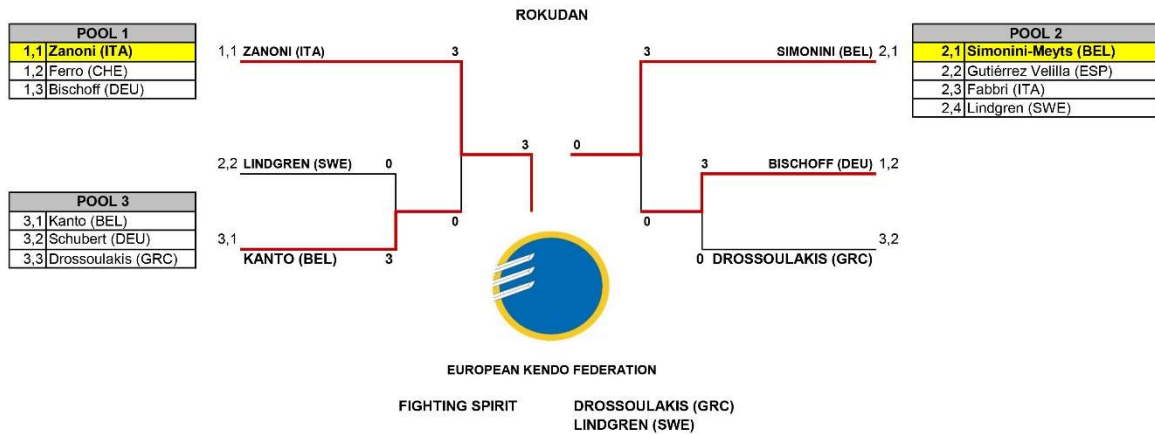 ROKUDAN
POOL 1
1,1 Zanoni (ITA)
1,2 Ferro (CHE)
1,3 Bischoff (DEU)
POOL 3
3,1 Kanto (BEL)
3,2 Schubert (DEU)
3,3 Drossoulakis (GRC)
1,1 ZANONI (ITA) 3
2,2 LINDGREN (SWE) 0
3,1
KANTO (BEL) 3
0
3 0
3 SIMONINI (BEL) 2,1
3 BISCHOFF (DEU) 1,2
0
3,2
0 DROSSOULAKIS (GRC)
POOL 2
2,1 Simonini-Meyts (BEL)
2,2 Gutiérrez Velilla (ESP)
2,3 Fabbri (ITA)
2,4 Lindgren (SWE)
EUROPEAN KENDO FEDERATION
FIGHTING SPIRIT DROSSOULAKIS (GRC)
LINDGREN (SWE)